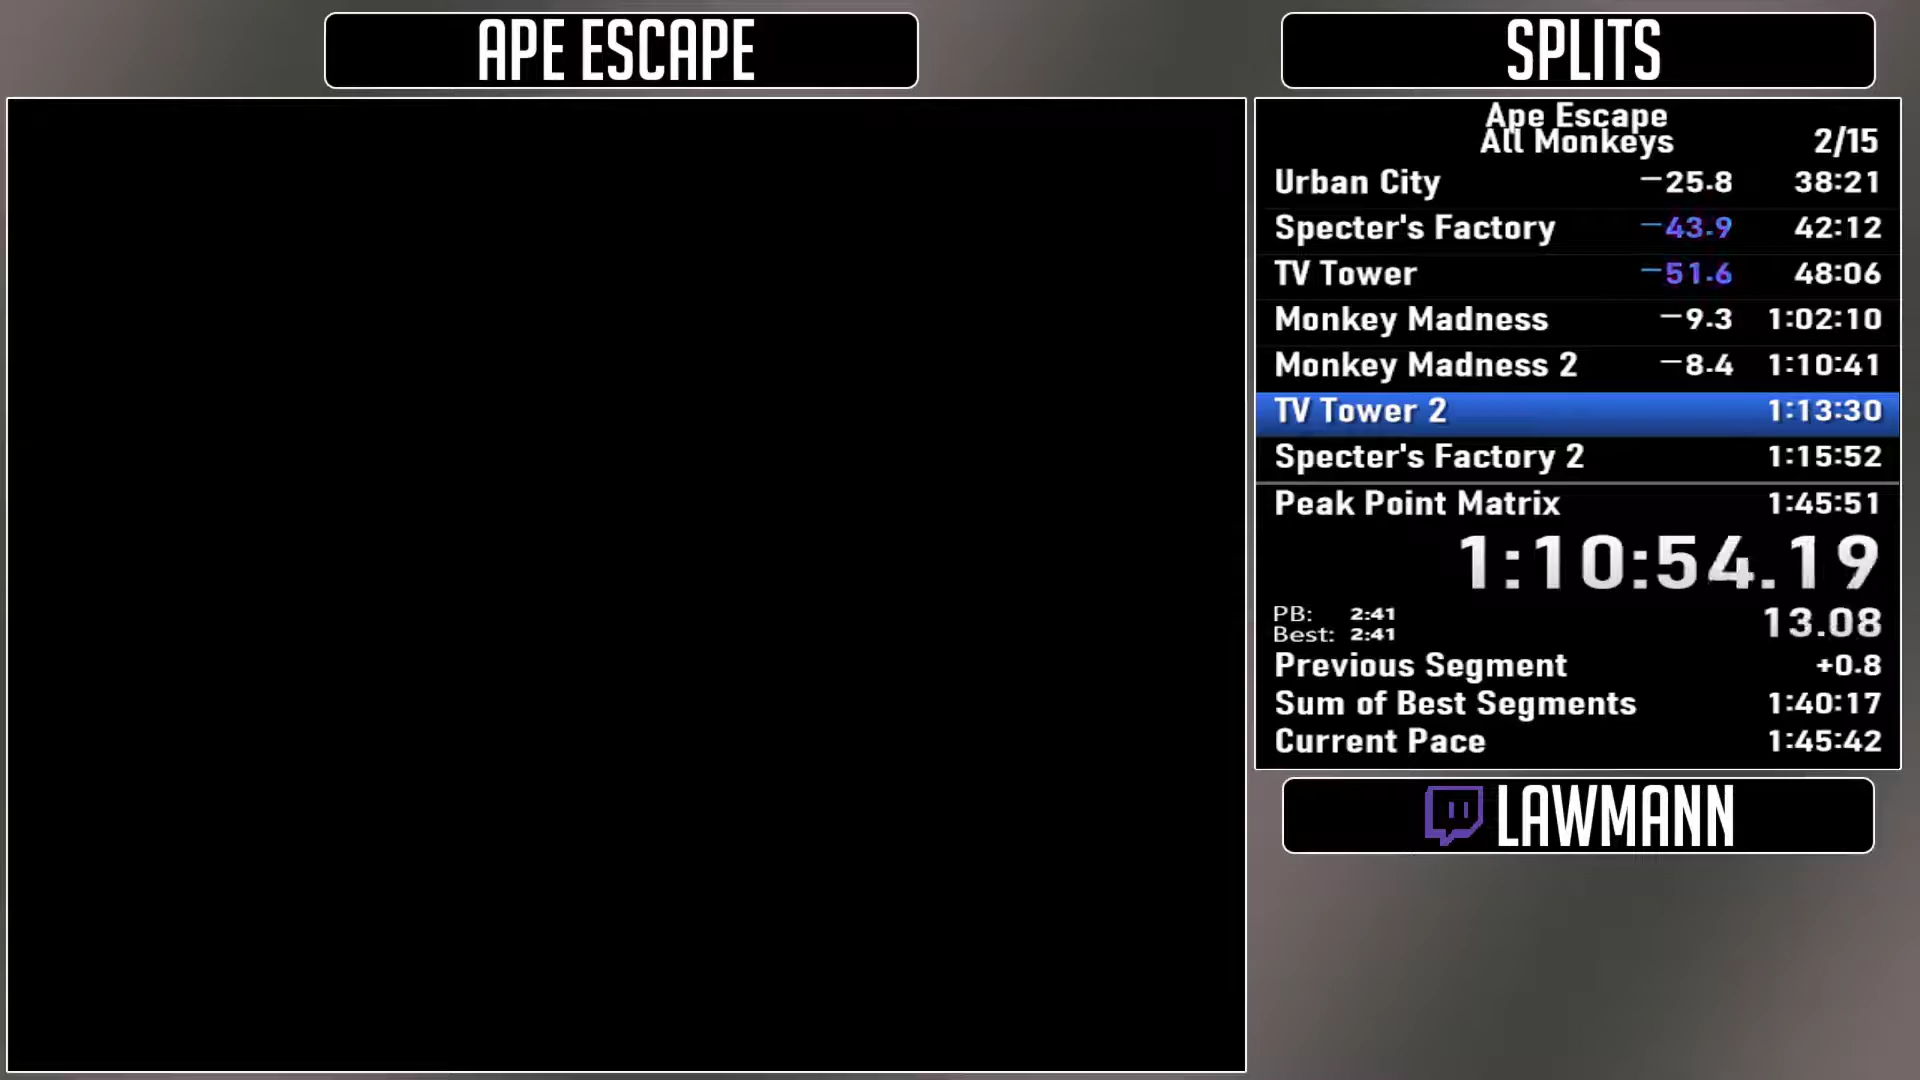 APE ESCAPE
SPLITS
Ape Escape
All Monkeys 2/15
Urban City −25.8 38:21
Specter's Factory −43.9 42:12
TV Tower −51.6 48:06
Monkey Madness −9.3 1:02:10
Monkey Madness 2 −8.4 1:10:41
TV Tower 2 1:13:30
Specter's Factory 2 1:15:52
Peak Point Matrix 1:45:51
1:10:54.19
PB: 2:41 13.08
Best: 2:41
Previous Segment +0.8
Sum of Best Segments 1:40:17
Current Pace 1:45:42
LAWMANN